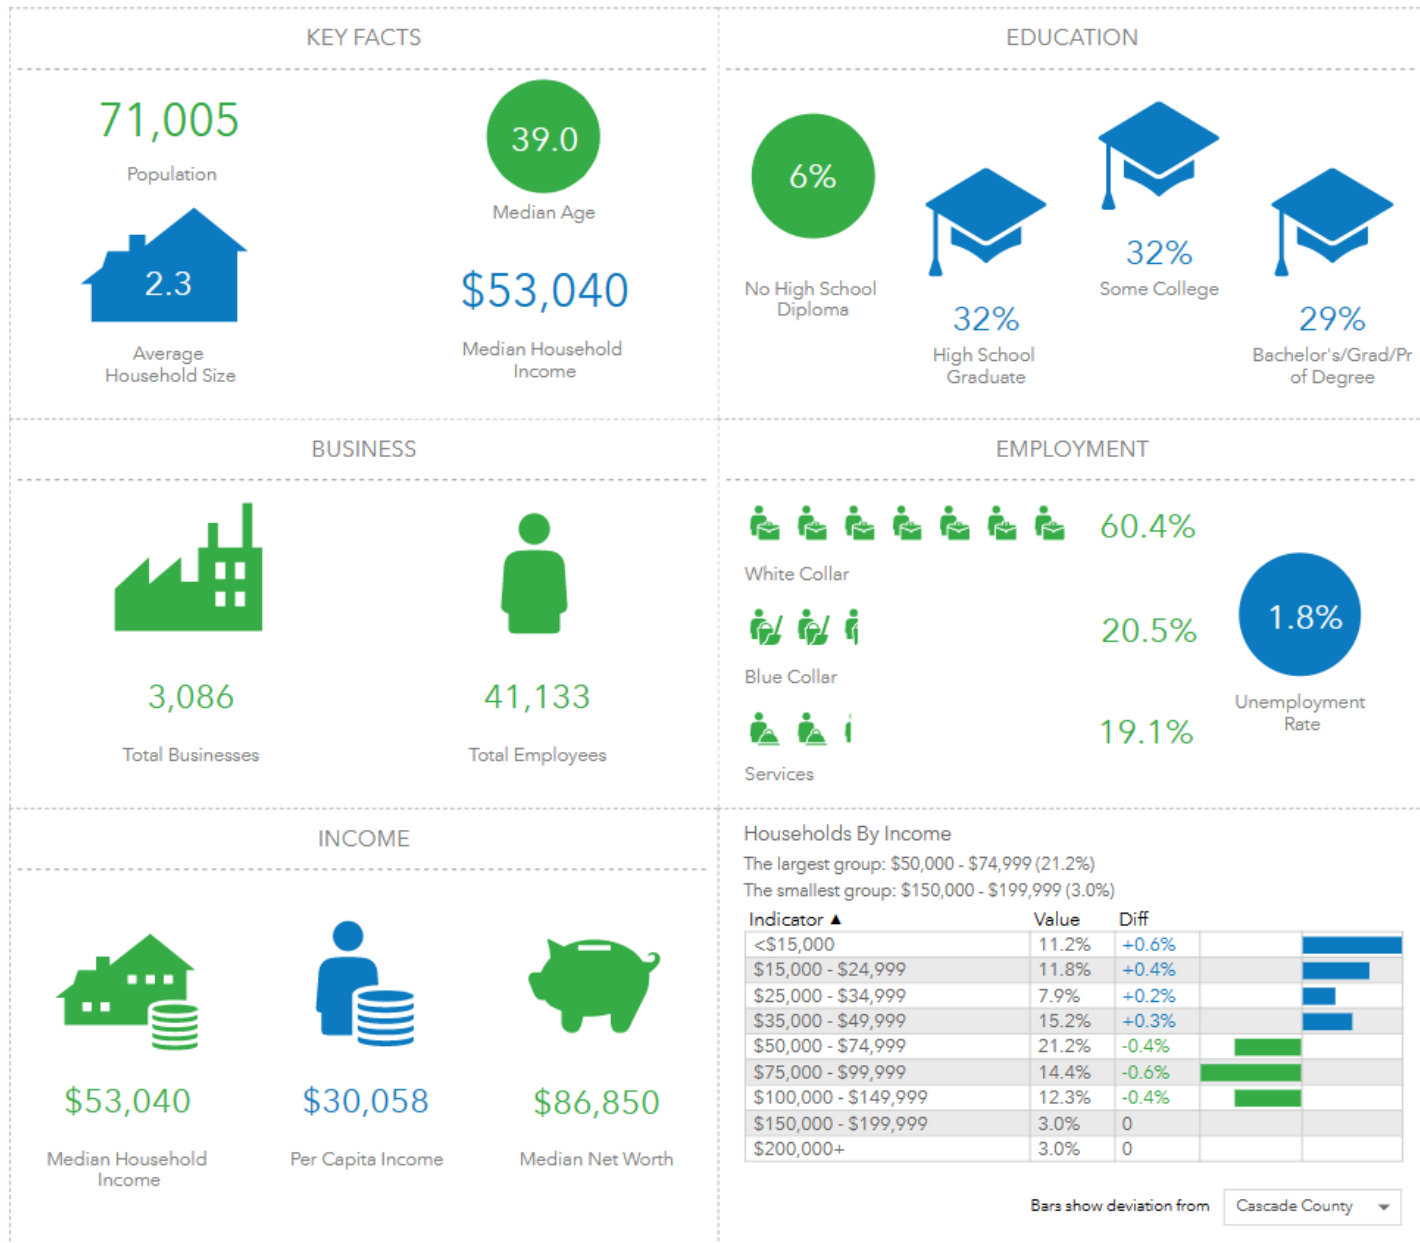 KEY FACTS
71,005
Population
39.0
Median Age
2.3
Average
Household Size
$53,040
Median Household
Income
EDUCATION
6%
No High School
Diploma
32%
High School
Graduate
32%
Some College
29%
Bachelor's/Grad/Pr
of Degree
BUSINESS
3,086
Total Businesses
41,133
Total Employees
EMPLOYMENT
60.4%
White Collar
20.5%
Blue Collar
19.1%
Services
1.8%
Unemployment
Rate
INCOME
$53,040
Median Household
Income
$30,058
Per Capita Income
$86,850
Median Net Worth
Households By Income
The largest group: $50,000 - $74,999 (21.2%)
The smallest group: $150,000 - $199,999 (3.0%)
Indicator ▲ Value Diff
<$15,000 11.2% +0.6%
$15,000 - $24,999 11.8% +0.4%
$25,000 - $34,999 7.9% +0.2%
$35,000 - $49,999 15.2% +0.3%
$50,000 - $74,999 21.2% -0.4%
$75,000 - $99,999 14.4% -0.6%
$100,000 - $149,999 12.3% -0.4%
$150,000 - $199,999 3.0% 0
$200,000+ 3.0% 0
Bars show deviation from Cascade County